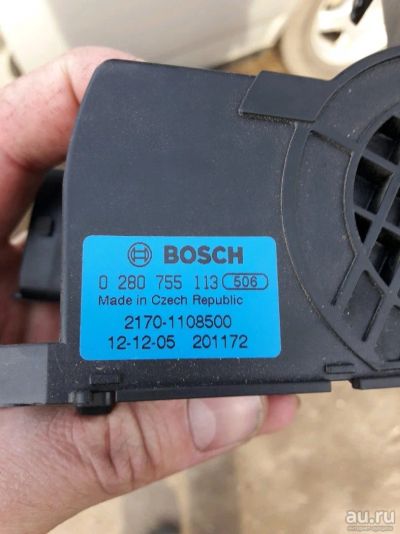 BOSCH
0 280 755 113 506
Made in Czech Republic
2170-1108500
12-12-05 201172
au.ru